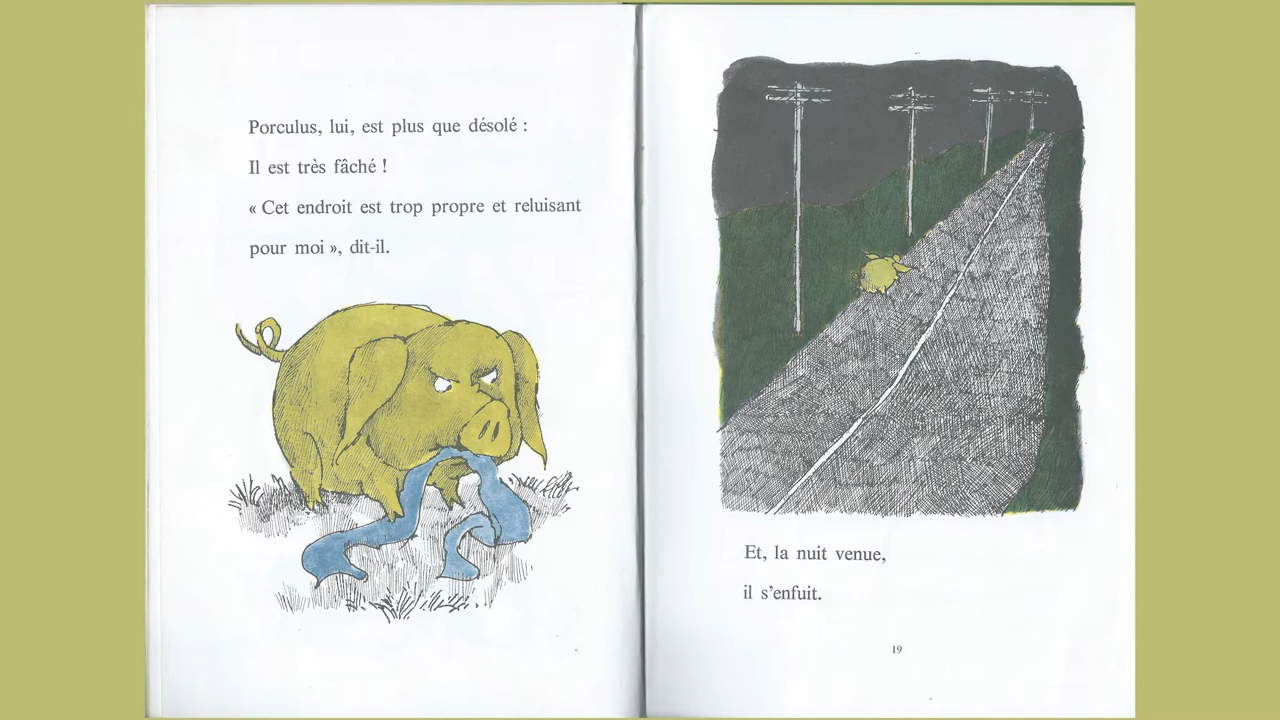 Porculus, lui, est plus que désolé :
Il est très fâché !
« Cet endroit est trop propre et reluisant
pour moi », dit-il.
Et, la nuit venue,
il s’enfuit.
19